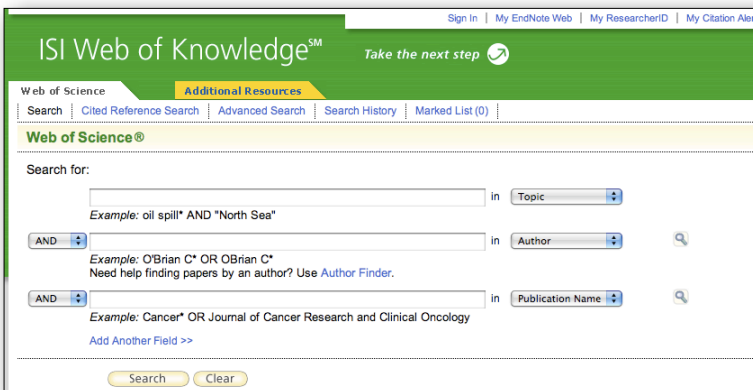 Sign In | My EndNote Web | My ResearcherID | My Citation Aler
ISI Web of Knowledge℠ Take the next step
Web of Science Additional Resources
Search | Cited Reference Search | Advanced Search | Search History | Marked List (0)
Web of Science®
Search for:
in Topic
Example: oil spill* AND "North Sea"
AND in Author
Example: O'Brian C* OR OBrian C*
Need help finding papers by an author? Use Author Finder.
AND in Publication Name
Example: Cancer* OR Journal of Cancer Research and Clinical Oncology
Add Another Field >>
Search Clear